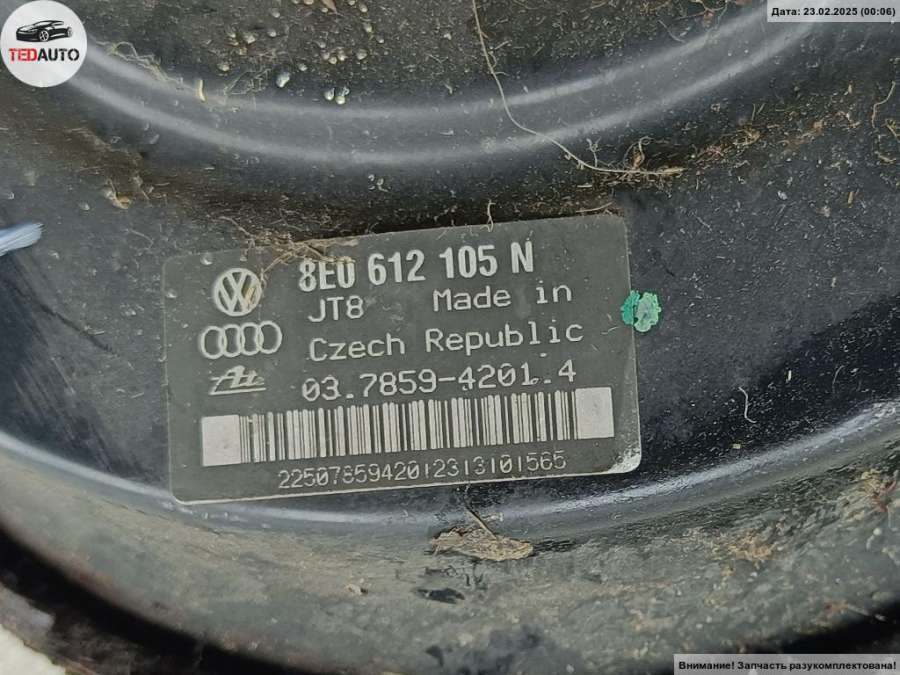 Дата: 23.02.2025 (00:06)
TEDAUTO
8E0 612 105 N
JT8 Made in
Czech Republic
Ate 03.7859-4201.4
2250785942012313101565
Внимание! Запчасть разукомплектована!